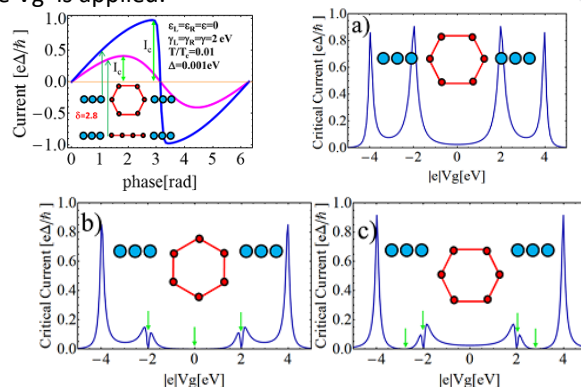 e Vg is applied.
Current [eΔ/ħ]
1.0
0.5
0.0
−0.5
−1.0
εL=εR=ε=0
γL=γR=γ=2 eV
T/Tc=0.01
Δ=0.001eV
Ic
Ic
δ=2.8
0 1 2 3 4 5 6
phase[rad]
a)
Critical Current [eΔ/ħ]
1.0
0.8
0.6
0.4
0.2
0.0
−4 −2 0 2 4
|e|Vg[eV]
b)
Critical Current [eΔ/ħ]
1.0
0.8
0.6
0.4
0.2
0.0
−4 −2 0 2 4
|e|Vg[eV]
c)
Critical Current [eΔ/ħ]
1.0
0.8
0.6
0.4
0.2
0.0
−4 −2 0 2 4
|e|Vg[eV]